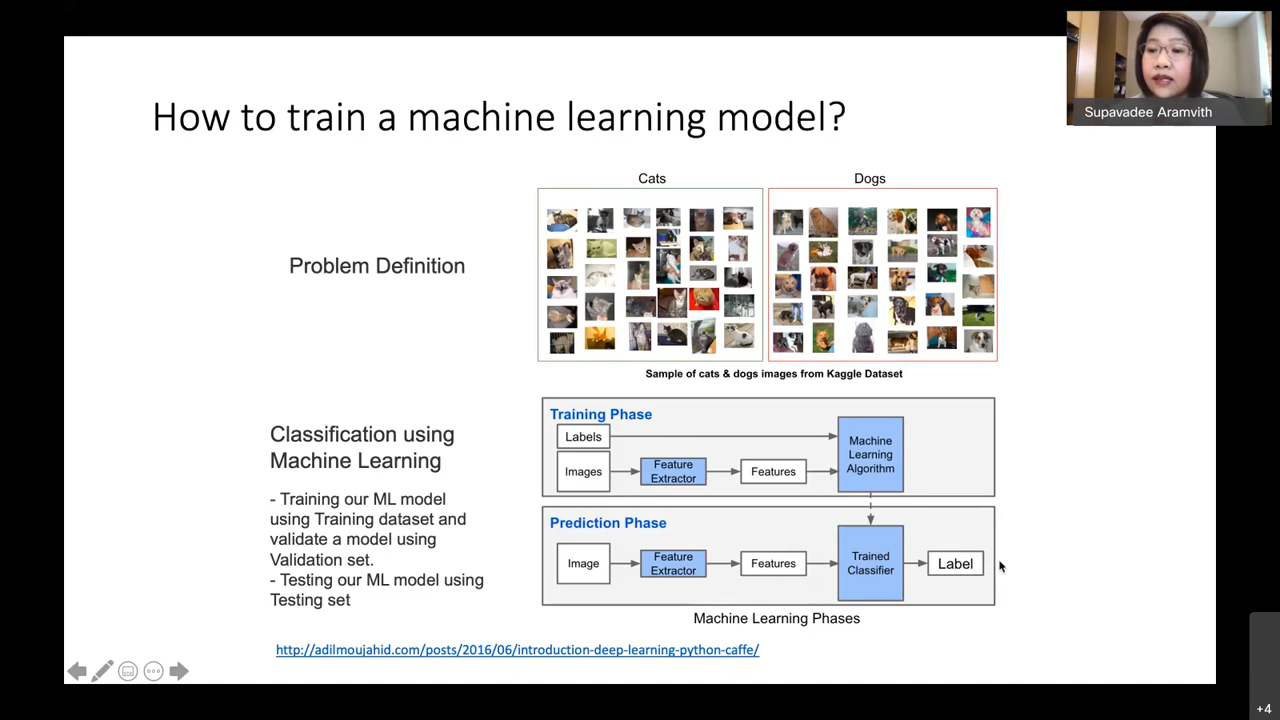 Supavadee Aramvith
How to train a machine learning model?
Cats
Dogs
Problem Definition
Sample of cats & dogs images from Kaggle Dataset
Classification using
Machine Learning
- Training our ML model
using Training dataset and
validate a model using
Validation set.
- Testing our ML model using
Testing set
Training Phase
Labels
Images
Feature
Extractor
Features
Machine
Learning
Algorithm
Prediction Phase
Image
Feature
Extractor
Features
Trained
Classifier
Label
Machine Learning Phases
http://adilmoujahid.com/posts/2016/06/introduction-deep-learning-python-caffe/
+4